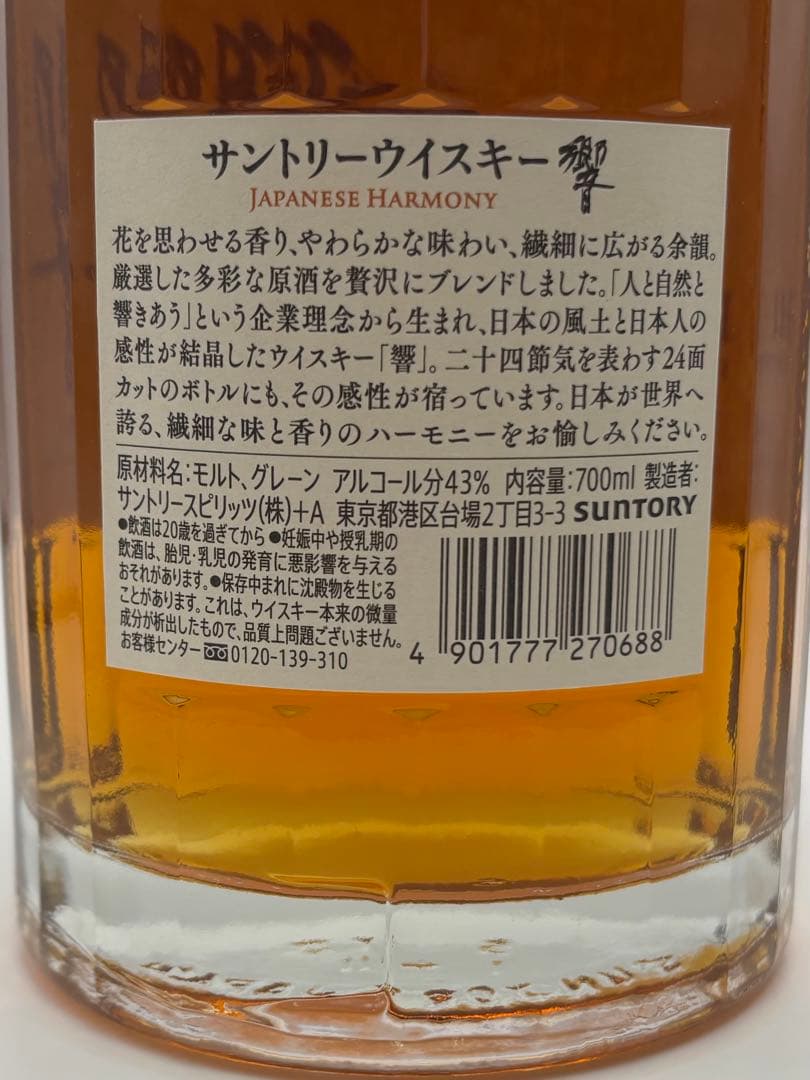 サントリーウイスキー 響
JAPANESE HARMONY
花を思わせる香り、やわらかな味わい、繊細に広がる余韻。
厳選した多彩な原酒を贅沢にブレンドしました。「人と自然と
響きあう」という企業理念から生まれ、日本の風土と日本人の
感性が結晶したウイスキー「響」。二十四節気を表わす24面
カットのボトルにも、その感性が宿っています。日本が世界へ
誇る、繊細な味と香りのハーモニーをお愉しみください。
原材料名:モルト、グレーン アルコール分43% 内容量:700ml 製造者:
サントリースピリッツ(株)+A 東京都港区台場2丁目3-3 SUNTORY
●飲酒は20歳を過ぎてから ●妊娠中や授乳期の
飲酒は、胎児・乳児の発育に悪影響を与える
おそれがあります。●保存中まれに沈殿物を生じる
ことがあります。これは、ウイスキー本来の微量
成分が析出したもので、品質上問題ございません。
お客様センター 0120-139-310
4 901777 270688